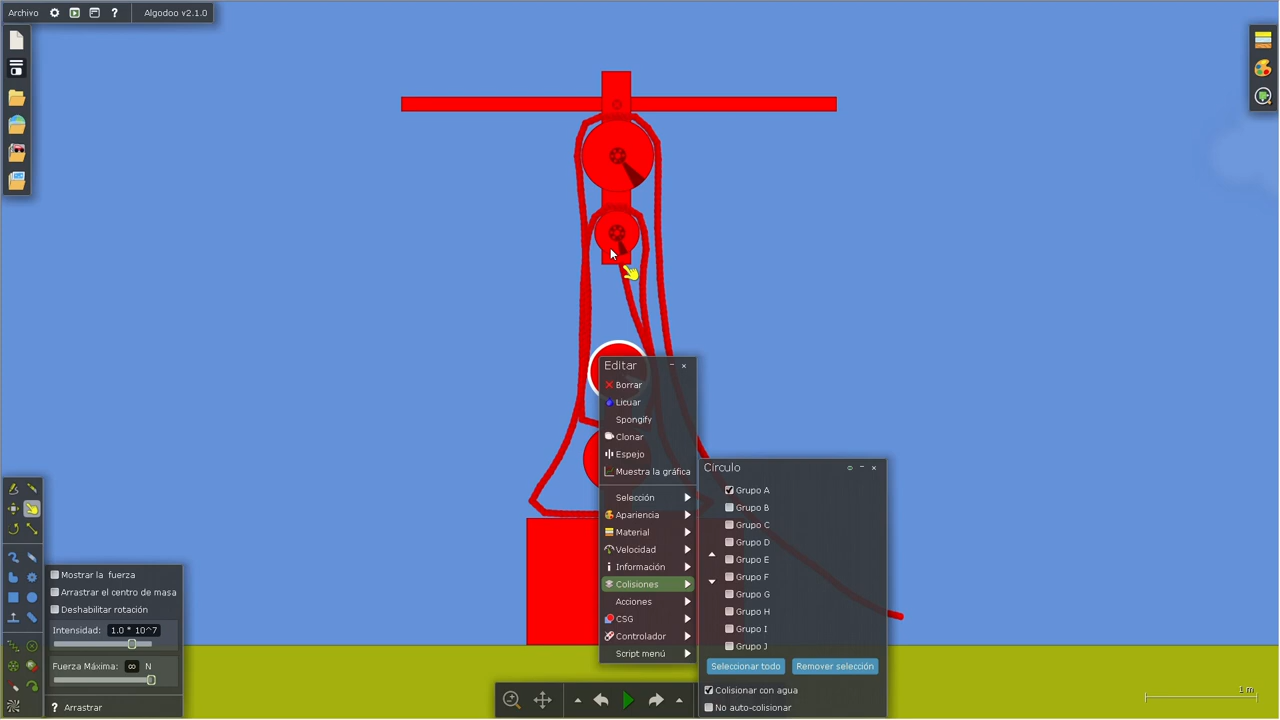 Archivo
?
Algodoo v2.1.0
Editar
Borrar
Licuar
Spongify
Clonar
Espejo
Muestra la gráfica
Selección
Apariencia
Material
Velocidad
Información
Colisiones
Acciones
CSG
Controlador
Script menú
Círculo
Grupo A
Grupo B
Grupo C
Grupo D
Grupo E
Grupo F
Grupo G
Grupo H
Grupo I
Grupo J
Seleccionar todo
Remover selección
Colisionar con agua
No auto-colisionar
Mostrar la fuerza
Arrastrar el centro de masa
Deshabilitar rotación
Intensidad: 1.0 * 10^7
Fuerza Máxima: ∞ N
? Arrastrar
1 m